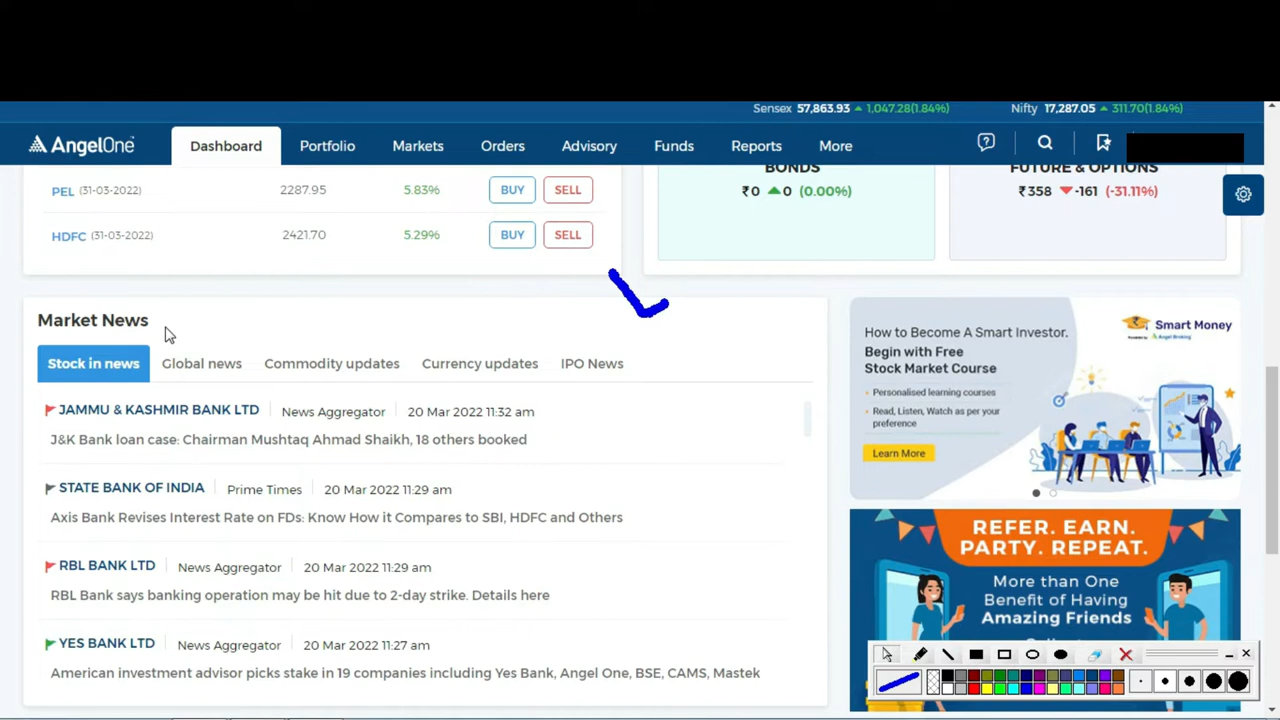 Sensex 57,863.93 1,047.28(1.84%) Nifty 17,287.05 311.70(1.84%)
AngelOne Dashboard Portfolio Markets Orders Advisory Funds Reports More
PEL (31-03-2022) 2287.95 5.83% BUY SELL
HDFC (31-03-2022) 2421.70 5.29% BUY SELL
BONDS
₹0 0 (0.00%)
FUTURE & OPTIONS
₹358 -161 (-31.11%)
Market News
Stock in news Global news Commodity updates Currency updates IPO News
JAMMU & KASHMIR BANK LTD News Aggregator 20 Mar 2022 11:32 am
J&K Bank loan case: Chairman Mushtaq Ahmad Shaikh, 18 others booked
STATE BANK OF INDIA Prime Times 20 Mar 2022 11:29 am
Axis Bank Revises Interest Rate on FDs: Know How it Compares to SBI, HDFC and Others
RBL BANK LTD News Aggregator 20 Mar 2022 11:29 am
RBL Bank says banking operation may be hit due to 2-day strike. Details here
YES BANK LTD News Aggregator 20 Mar 2022 11:27 am
American investment advisor picks stake in 19 companies including Yes Bank, Angel One, BSE, CAMS, Mastek
Smart Money
Powered by Angel Broking
How to Become A Smart Investor.
Begin with Free
Stock Market Course
• Personalised learning courses
• Read, Listen, Watch as per your
preference
Learn More
REFER. EARN.
PARTY. REPEAT.
More than One
Benefit of Having
Amazing Friends